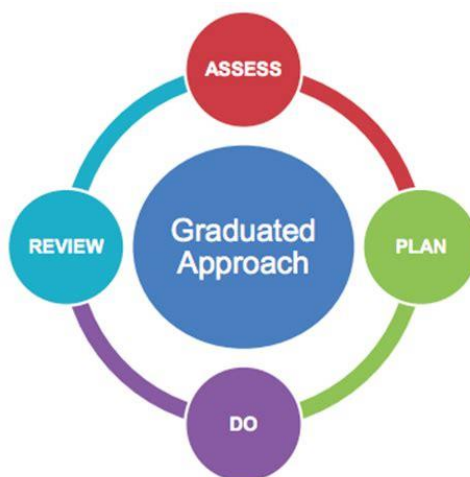 ASSESS
Graduated
Approach
REVIEW
PLAN
DO